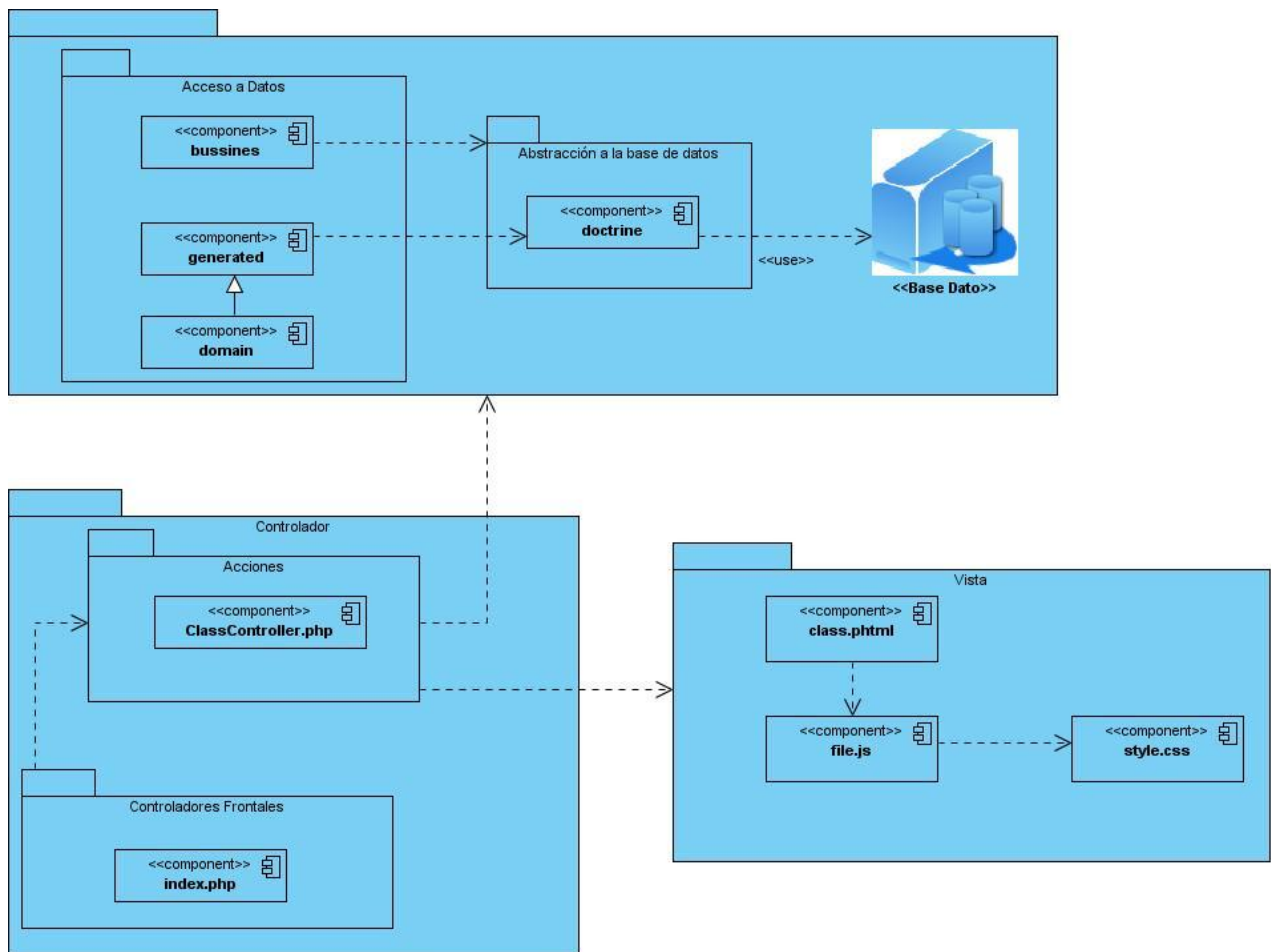 Acceso a Datos
<<component>>
bussines
Abstracción a la base de datos
<<component>>
doctrine
<<component>>
generated
<<use>>
<<Base Dato>>
<<component>>
domain
Controlador
Acciones
<<component>>
ClassController.php
Controladores Frontales
<<component>>
index.php
Vista
<<component>>
class.phtml
<<component>>
file.js
<<component>>
style.css